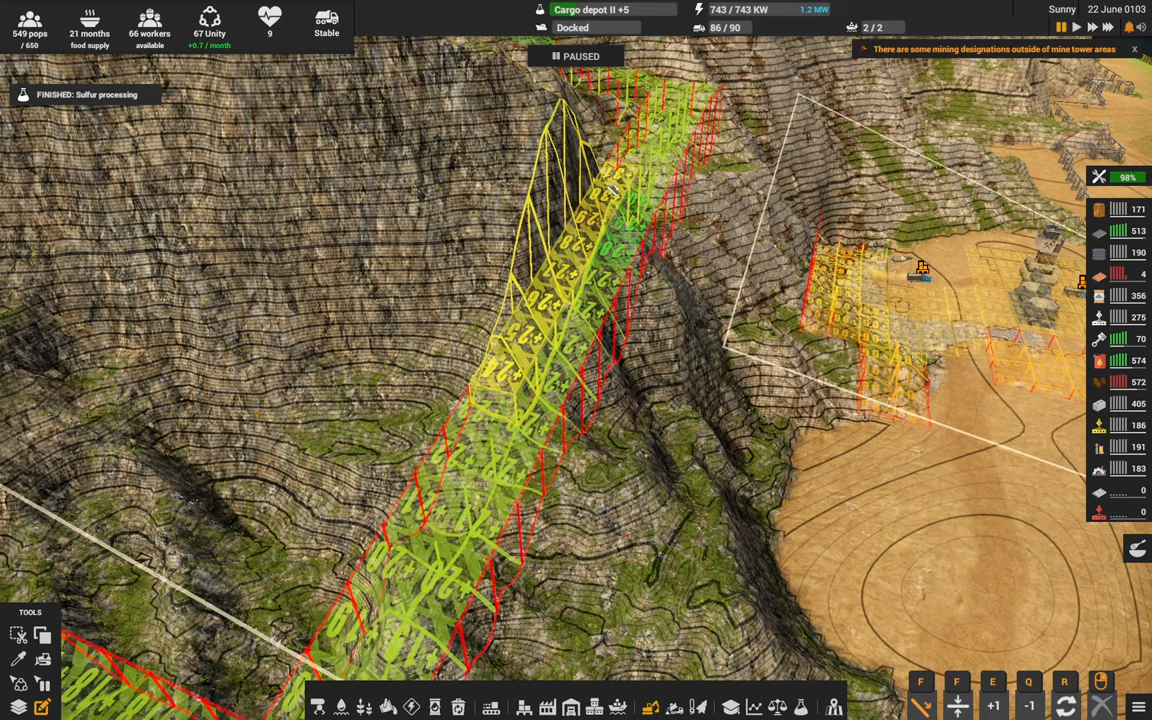 549 pops
/ 650
21 months
food supply
66 workers
available
67 Unity
+0.7 / month
9
Stable
Cargo depot II +5
Docked
743 / 743 KW
1.2 MW
86 / 90
2 / 2
Sunny
22 June 0103
PAUSED
There are some mining designations outside of mine tower areas
X
FINISHED: Sulfur processing
98%
171
513
190
4
356
275
70
574
572
405
186
191
183
0
0
TOOLS
F
F
E
Q
R
+1
-1